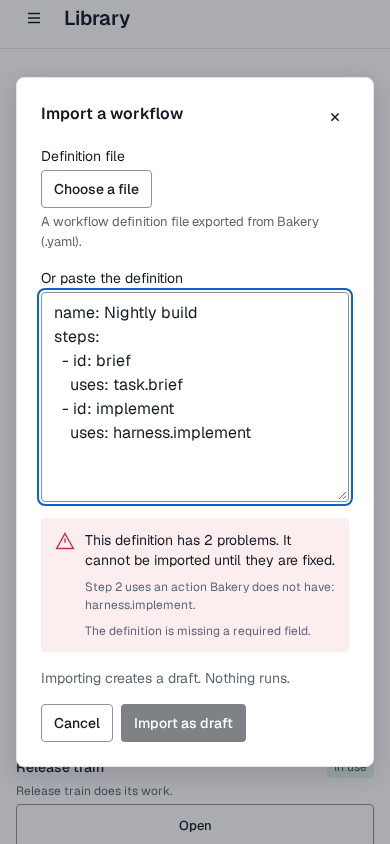 Library
Import a workflow
Definition file
Choose a file
A workflow definition file exported from Bakery
(.yaml).
Or paste the definition
name: Nightly build
steps:
  - id: brief
    uses: task.brief
  - id: implement
    uses: harness.implement
This definition has 2 problems. It
cannot be imported until they are fixed.
Step 2 uses an action Bakery does not have:
harness.implement.
The definition is missing a required field.
Importing creates a draft. Nothing runs.
Cancel
Import as draft
Release train
in use
Release train does its work.
Open